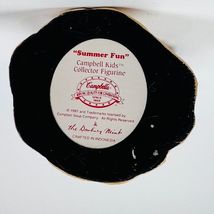 "Summer Fun"
Campbell Kids™
Collector Figurine
Campbell's
© 1997 and Trademarks licensed by
Campbell Soup Company. All Rights Reserved.
&
the Danbury Mint
CRAFTED IN INDONESIA